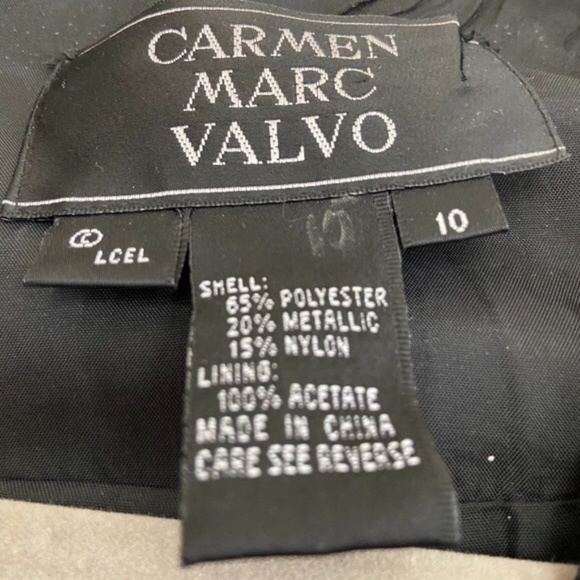 CARMEN
MARC
VALVO
©
LCEL
10
SHELL:
65% POLYESTER
20% METALLIC
15% NYLON
LINING:
100% ACETATE
MADE IN CHINA
CARE SEE REVERSE